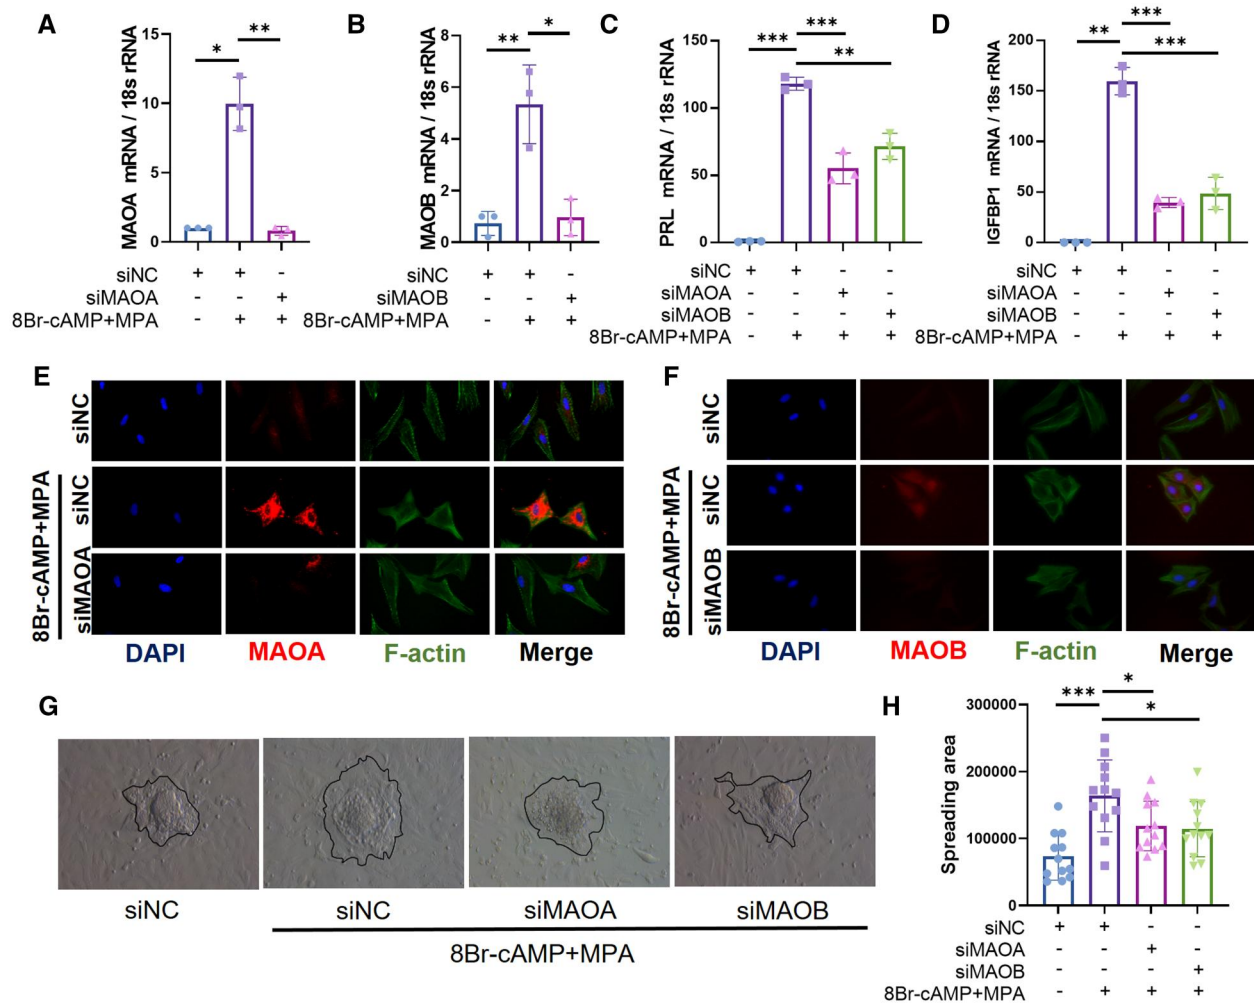 A
MAOA mRNA / 18s rRNA
15
10
5
0
*
**
siNC + + -
siMAOA - - +
8Br-cAMP+MPA - + +
B
MAOB mRNA / 18s rRNA
8
6
4
2
0
**
*
siNC + + -
siMAOB - - +
8Br-cAMP+MPA - + +
C
PRL mRNA / 18s rRNA
150
100
50
0
***
***
**
siNC + + - -
siMAOA - - + -
siMAOB - - - +
8Br-cAMP+MPA - + + +
D
IGFBP1 mRNA / 18s rRNA
200
150
100
50
0
***
**
***
siNC + + - -
siMAOA - - + -
siMAOB - - - +
8Br-cAMP+MPA - + + +
E
siNC
siNC
siMAOA
8Br-cAMP+MPA
DAPI MAOA F-actin Merge
F
siNC
siNC
siMAOB
8Br-cAMP+MPA
DAPI MAOB F-actin Merge
G
siNC siNC siMAOA siMAOB
8Br-cAMP+MPA
H
Spreading area
300000
200000
100000
0
***
*
*
siNC + + - -
siMAOA - - + -
siMAOB - - - +
8Br-cAMP+MPA - + + +